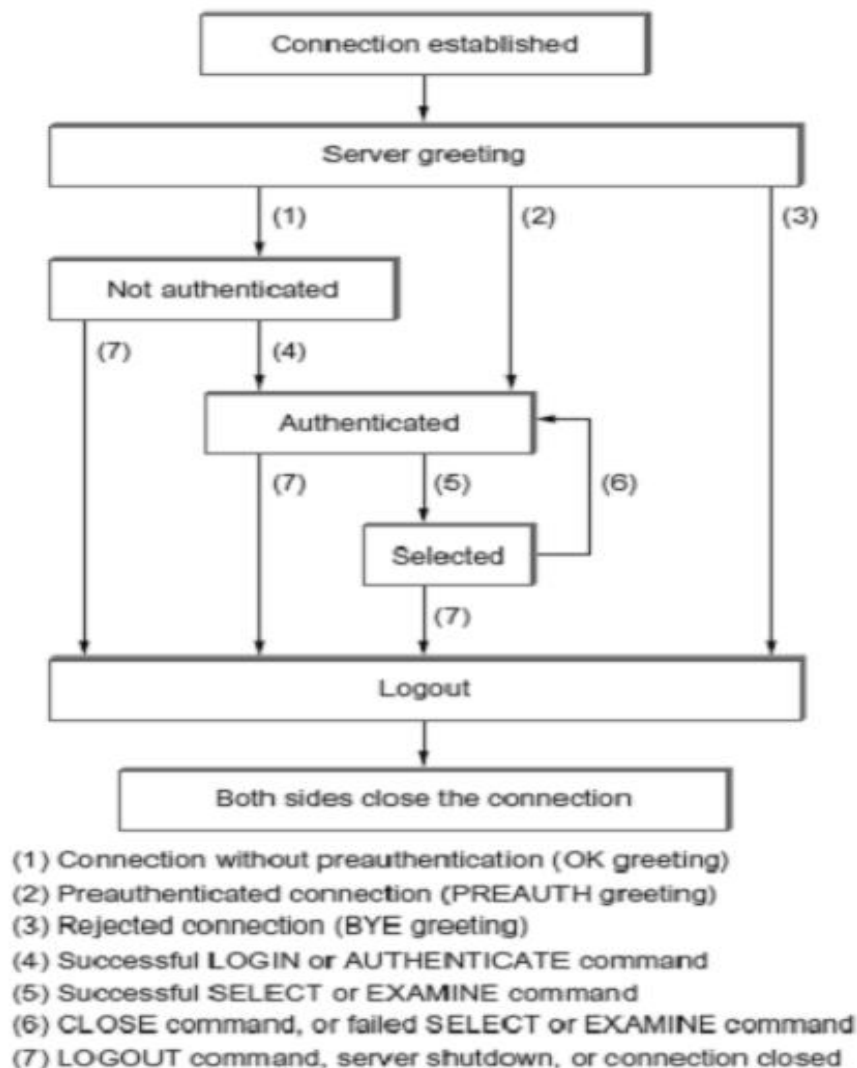 Connection established
Server greeting
(1) (2) (3)
Not authenticated
(7) (4)
Authenticated
(7) (5) (6)
Selected
(7)
Logout
Both sides close the connection
(1) Connection without preauthentication (OK greeting)
(2) Preauthenticated connection (PREAUTH greeting)
(3) Rejected connection (BYE greeting)
(4) Successful LOGIN or AUTHENTICATE command
(5) Successful SELECT or EXAMINE command
(6) CLOSE command, or failed SELECT or EXAMINE command
(7) LOGOUT command, server shutdown, or connection closed